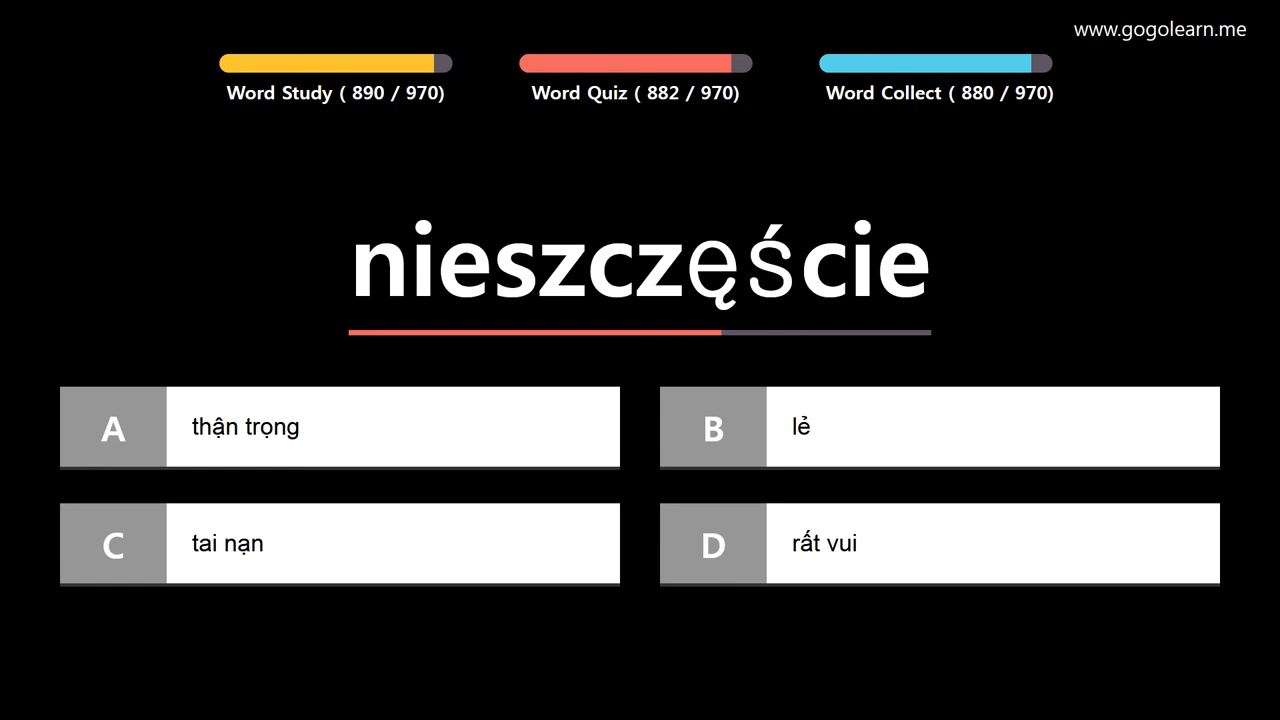 www.gogolearn.me
Word Study ( 890 / 970)
Word Quiz ( 882 / 970)
Word Collect ( 880 / 970)
nieszczęście
A thận trọng
B lẻ
C tai nạn
D rất vui